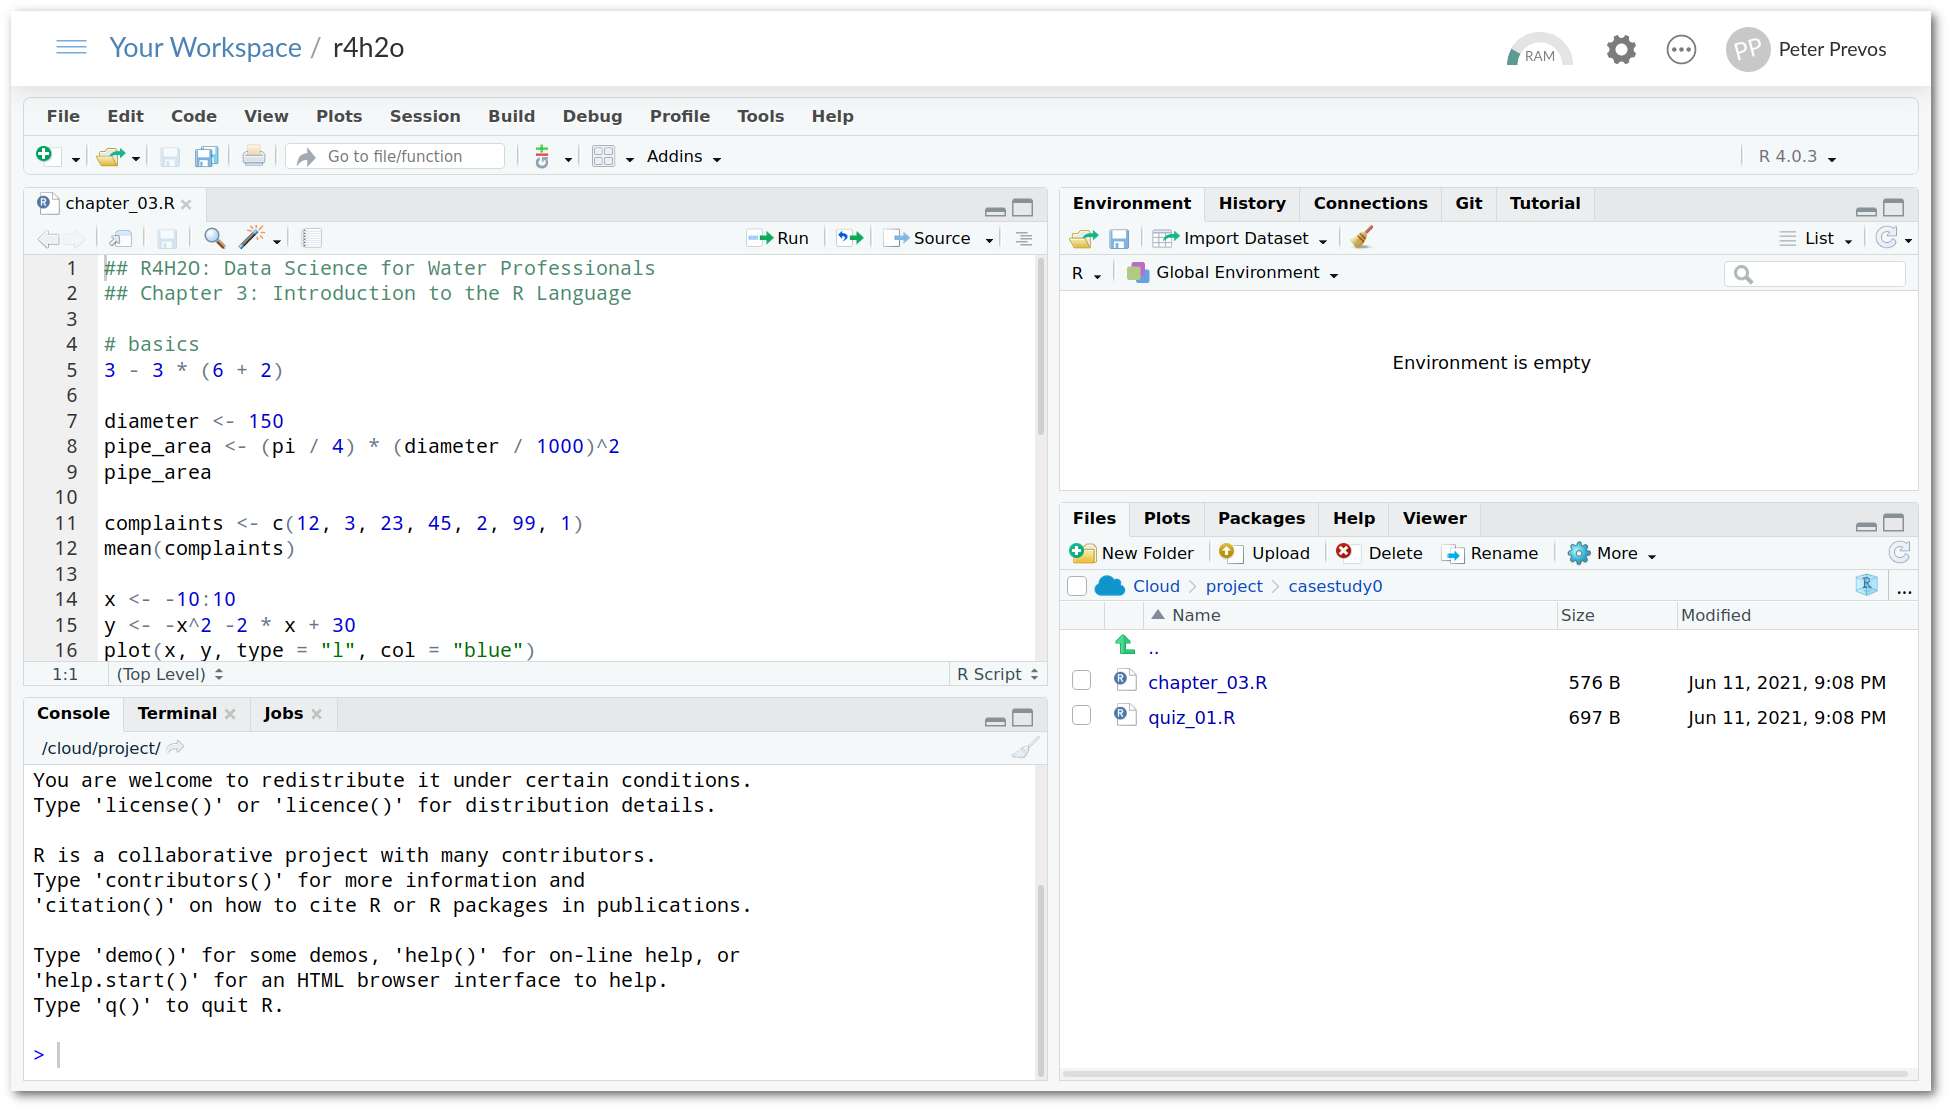 Your Workspace / r4h2o
RAM
PP
Peter Prevos
File Edit Code View Plots Session Build Debug Profile Tools Help
Go to file/function
Git
Addins
R 4.0.3
chapter_03.R
Run
Source
1 ## R4H2O: Data Science for Water Professionals
2 ## Chapter 3: Introduction to the R Language
3
4 # basics
5 3 - 3 * (6 + 2)
6
7 diameter <- 150
8 pipe_area <- (pi / 4) * (diameter / 1000)^2
9 pipe_area
10
11 complaints <- c(12, 3, 23, 45, 2, 99, 1)
12 mean(complaints)
13
14 x <- -10:10
15 y <- -x^2 -2 * x + 30
16 plot(x, y, type = "l", col = "blue")
1:1 (Top Level) R Script
Console Terminal Jobs
/cloud/project/
You are welcome to redistribute it under certain conditions.
Type 'license()' or 'licence()' for distribution details.
R is a collaborative project with many contributors.
Type 'contributors()' for more information and
'citation()' on how to cite R or R packages in publications.
Type 'demo()' for some demos, 'help()' for on-line help, or
'help.start()' for an HTML browser interface to help.
Type 'q()' to quit R.
>
Environment History Connections Git Tutorial
Import Dataset
List
R Global Environment
Environment is empty
Files Plots Packages Help Viewer
New Folder Upload Delete Rename More
Cloud project casestudy0
R ...
Name Size Modified
..
chapter_03.R 576 B Jun 11, 2021, 9:08 PM
quiz_01.R 697 B Jun 11, 2021, 9:08 PM